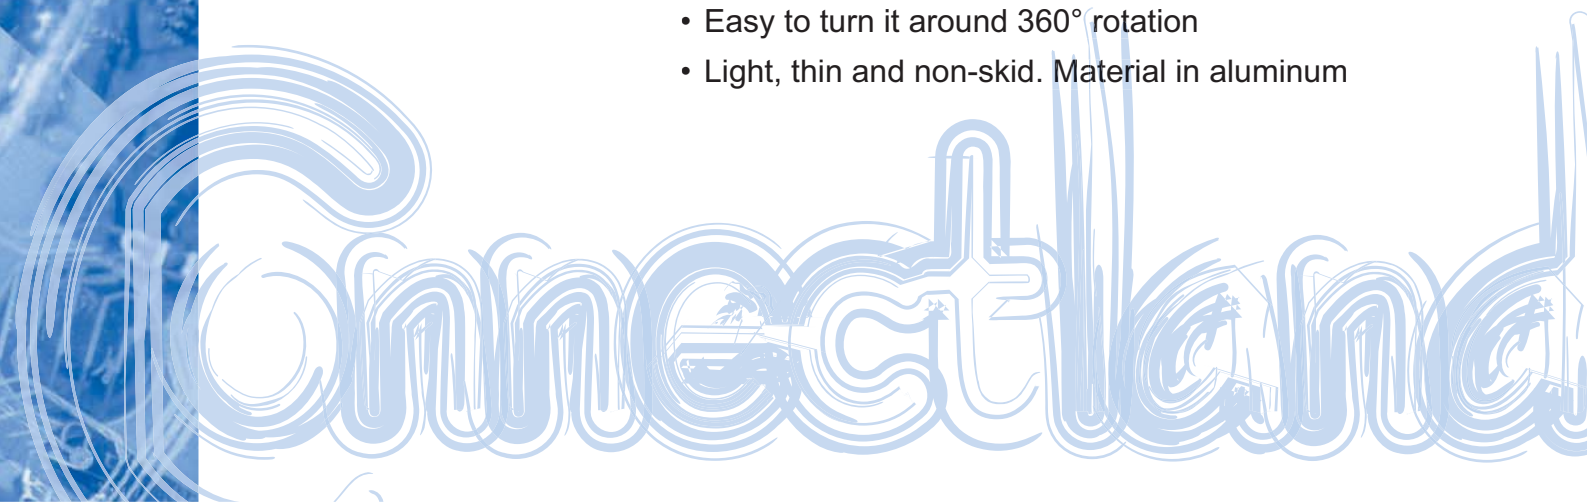 • Easy to turn it around 360° rotation
• Light, thin and non-skid. Material in aluminum
Connectland